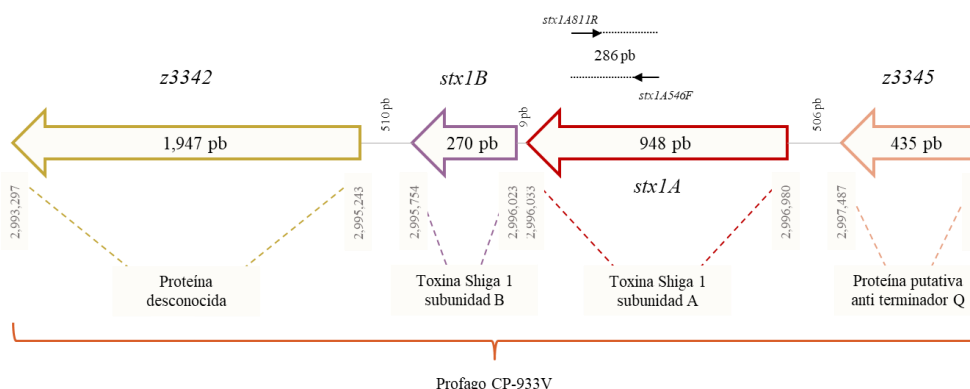 stx1A811R
286 pb
stx1A546F
z3342
stx1B
z3345
510 pb
9 pb
506 pb
1,947 pb
270 pb
948 pb
435 pb
stx1A
2,993,297
2,995,243
2,995,754
2,996,023
2,996,033
2,996,980
2,997,487
Proteína
desconocida
Toxina Shiga 1
subunidad B
Toxina Shiga 1
subunidad A
Proteína putativa
anti terminador Q
Profago CP-933V